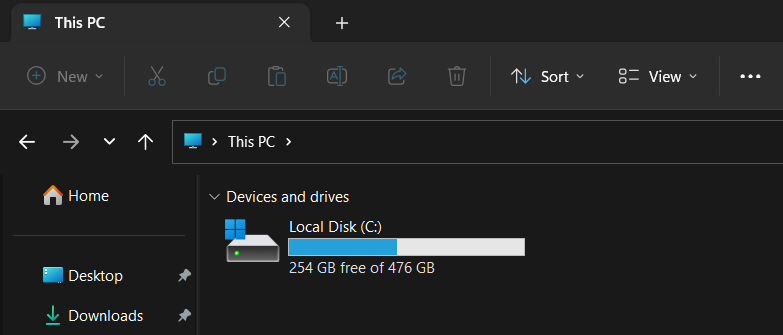 This PC
New
Sort
View
This PC
Home
Devices and drives
Local Disk (C:)
254 GB free of 476 GB
Desktop
Downloads